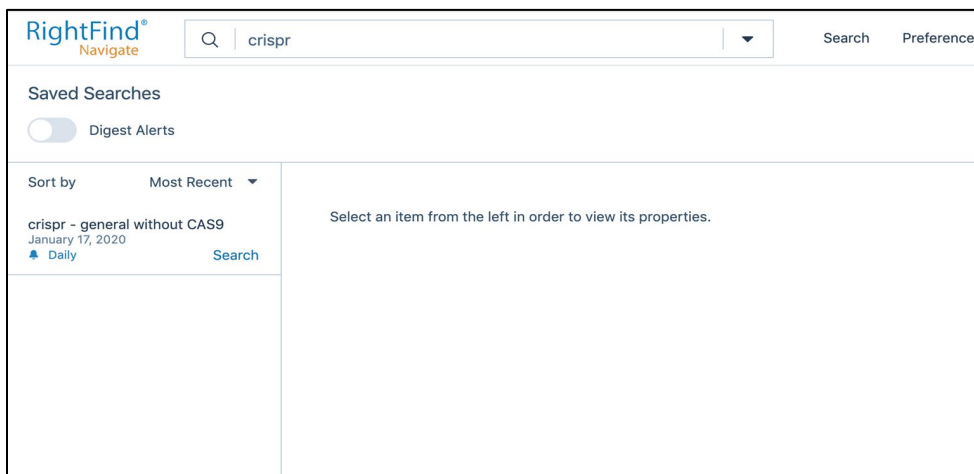 RightFind®
Navigate
crispr
Search
Preference
Saved Searches
Digest Alerts
Sort by Most Recent
crispr - general without CAS9
January 17, 2020
Daily Search
Select an item from the left in order to view its properties.